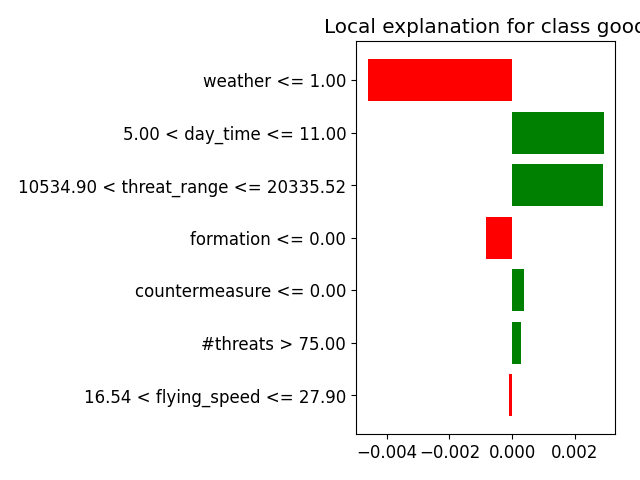 Local explanation for class good
weather <= 1.00
5.00 < day_time <= 11.00
10534.90 < threat_range <= 20335.52
formation <= 0.00
countermeasure <= 0.00
#threats > 75.00
16.54 < flying_speed <= 27.90
−0.004 −0.002 0.000 0.002